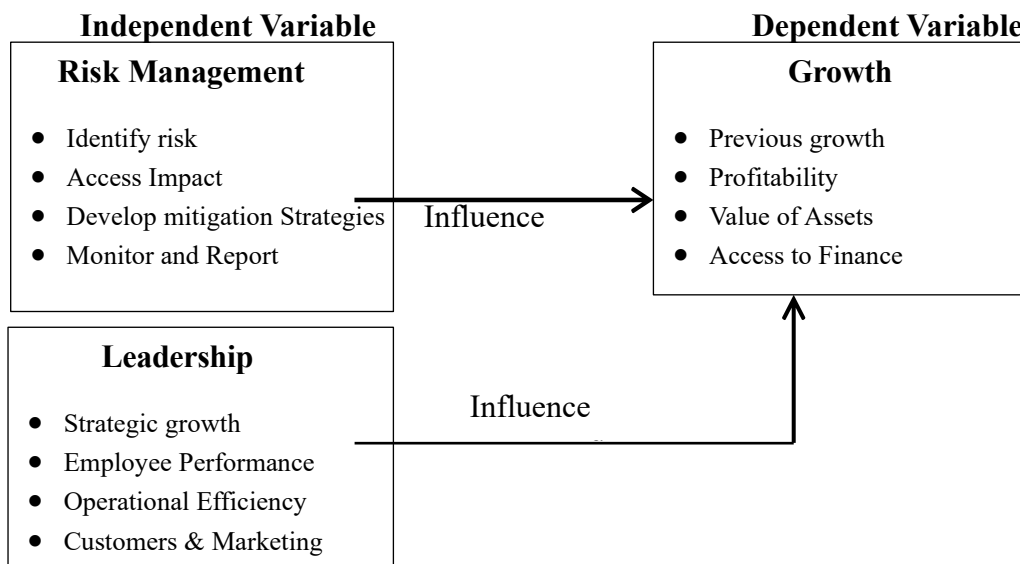 Independent Variable
Risk Management
● Identify risk
● Access Impact
● Develop mitigation Strategies
● Monitor and Report
Influence
Dependent Variable
Growth
● Previous growth
● Profitability
● Value of Assets
● Access to Finance
Leadership
● Strategic growth
● Employee Performance
● Operational Efficiency
● Customers & Marketing
Influence